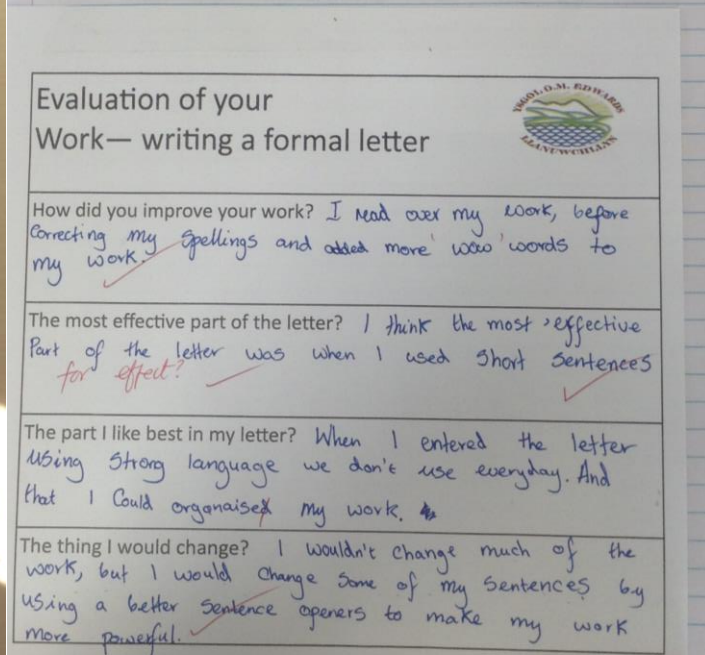 Evaluation of your
Work— writing a formal letter
YSGOL O.M. EDWARDS
LLANUWCHLLYN
How did you improve your work? I read over my work, before
Correcting my spellings and added more 'wow' words to
my work.
The most effective part of the letter? I think the most effective
Part of the letter was when I used short sentences
for effect?
The part I like best in my letter? When I entered the letter
using strong language we don't use everyday. And
that I Could organaised my work.
The thing I would change? I wouldn't change much of the
work, but I would change some of my sentences by
using a better sentence openers to make my work
more powerful.